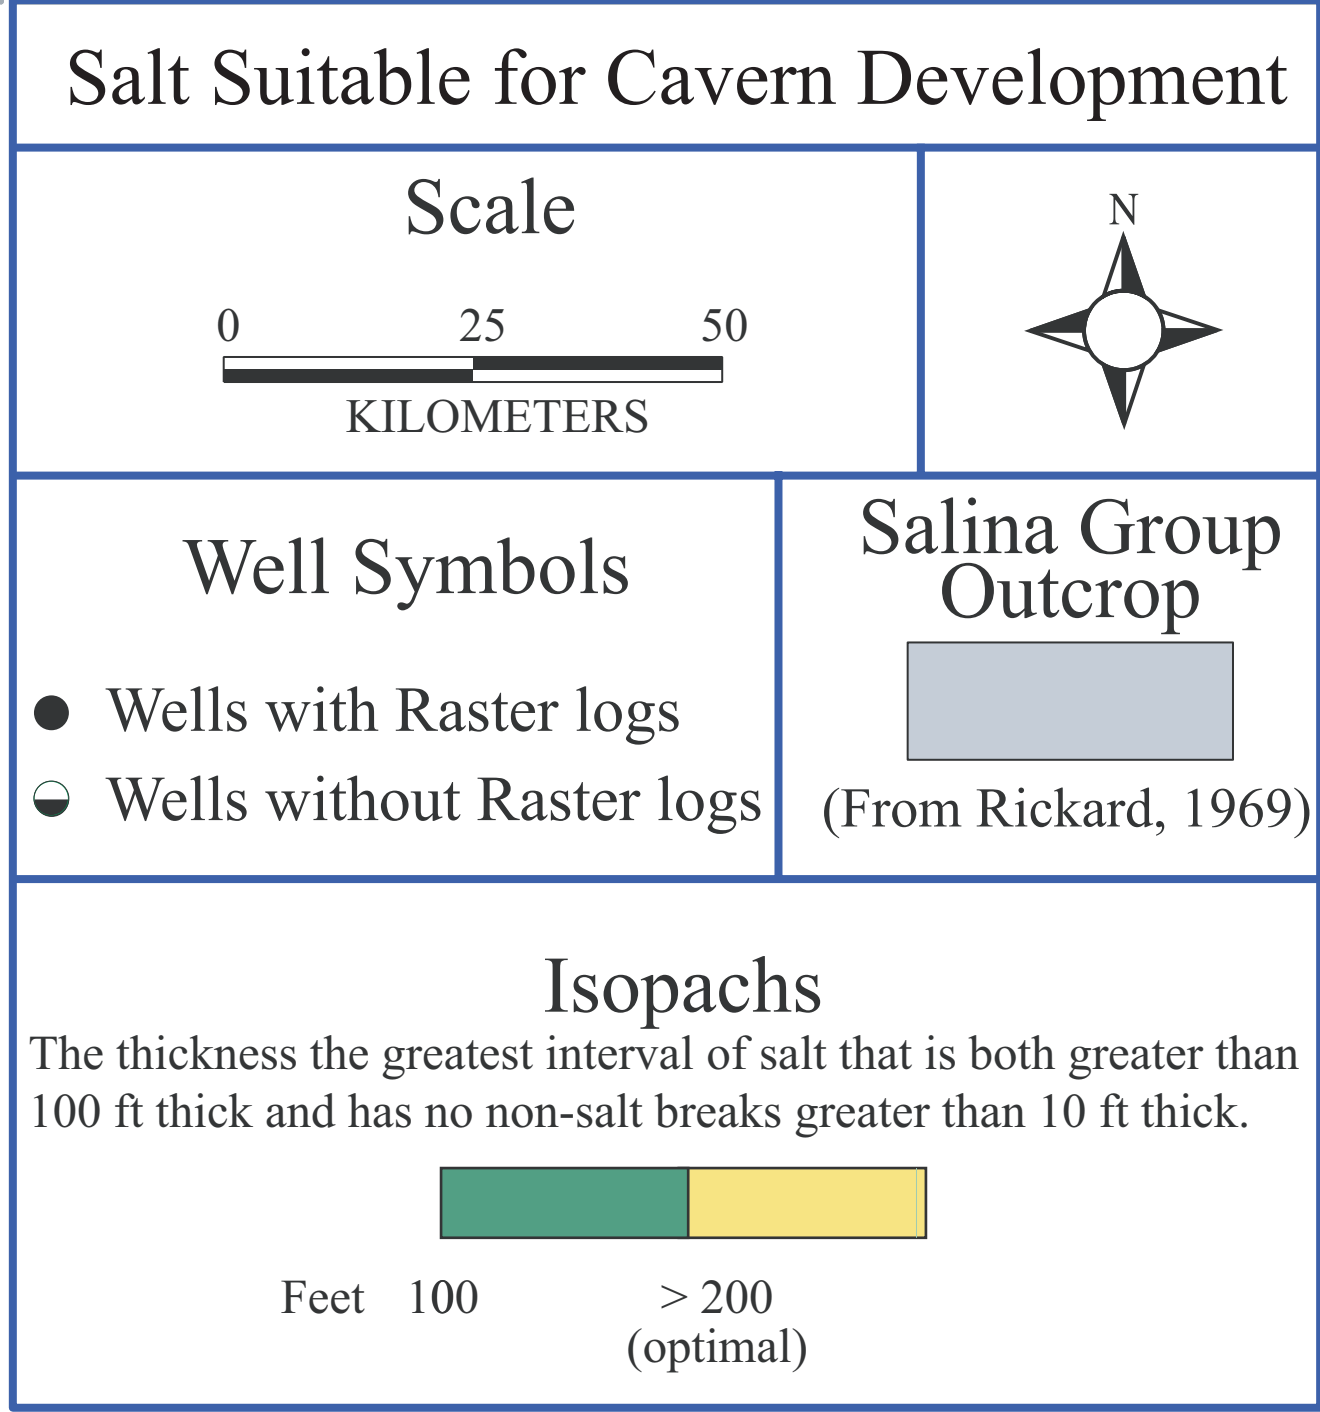 Salt Suitable for Cavern Development
Scale
N
0 25 50
KILOMETERS
Well Symbols
Wells with Raster logs
Wells without Raster logs
Salina Group
Outcrop
(From Rickard, 1969)
Isopachs
The thickness the greatest interval of salt that is both greater than
100 ft thick and has no non-salt breaks greater than 10 ft thick.
Feet 100 > 200
(optimal)